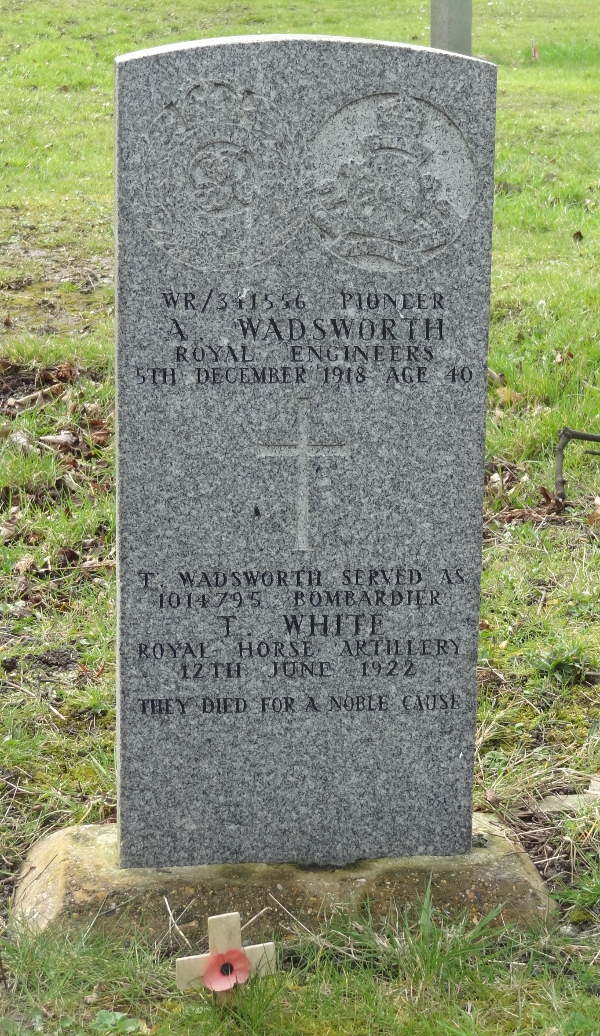 WR/341556 PIONEER
A. WADSWORTH
ROYAL ENGINEERS
5TH DECEMBER 1918 AGE 40
T. WADSWORTH SERVED AS
1014795 BOMBARDIER
T. WHITE
ROYAL HORSE ARTILLERY
12TH JUNE 1922
THEY DIED FOR A NOBLE CAUSE